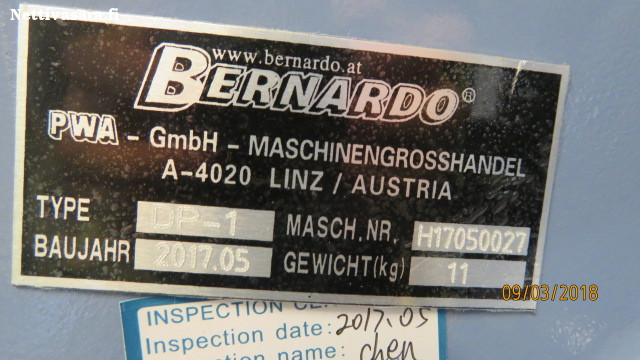 www.bernardo.at
BERNARDO®
PWA - GmbH - MASCHINENGROSSHANDEL
A-4020 LINZ / AUSTRIA
TYPE DP-1 MASCH.NR. H17050027
BAUJAHR 2017.05 GEWICHT(kg) 11
09/03/2018
INSPECTION
Inspection date: 2017.05
name: chen